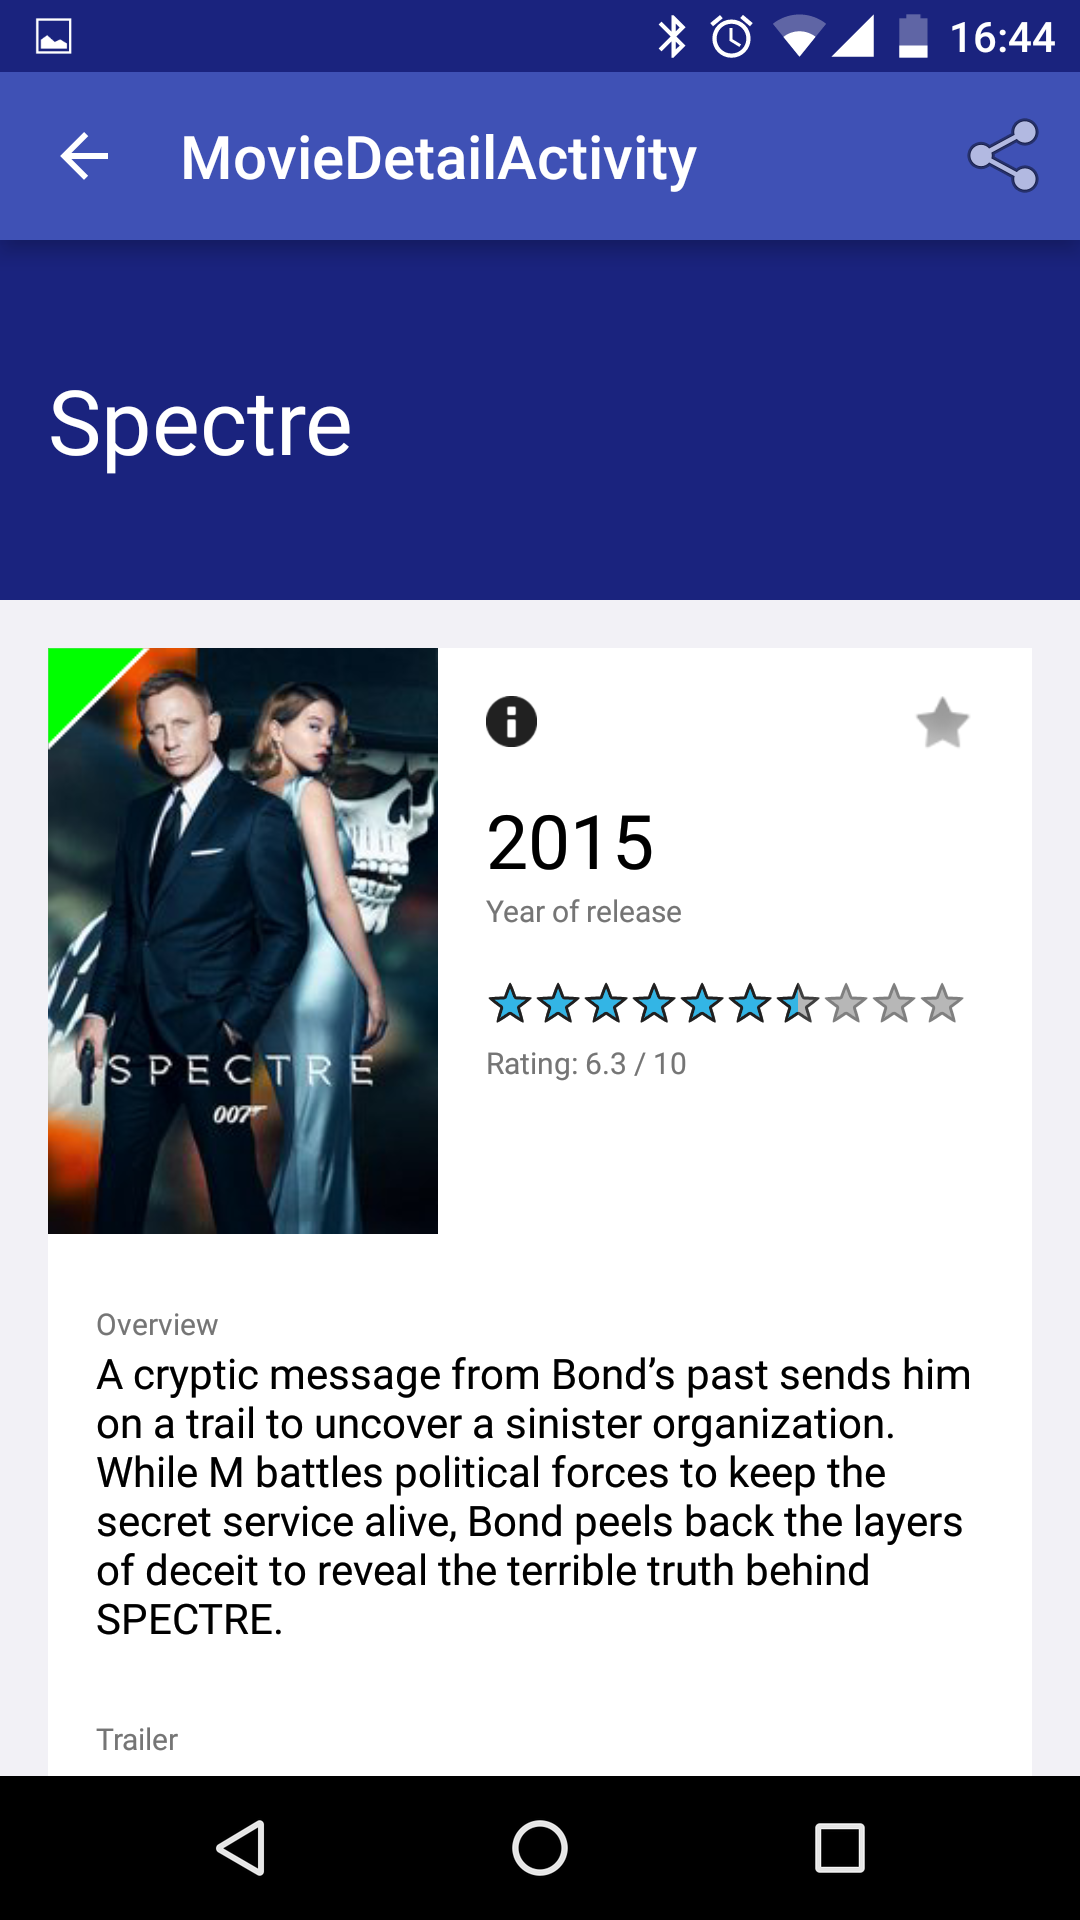 16:44
MovieDetailActivity
Spectre
2015
Year of release
SPECTRE
007
Rating: 6.3 / 10
Overview
A cryptic message from Bond’s past sends him
on a trail to uncover a sinister organization.
While M battles political forces to keep the
secret service alive, Bond peels back the layers
of deceit to reveal the terrible truth behind
SPECTRE.
Trailer